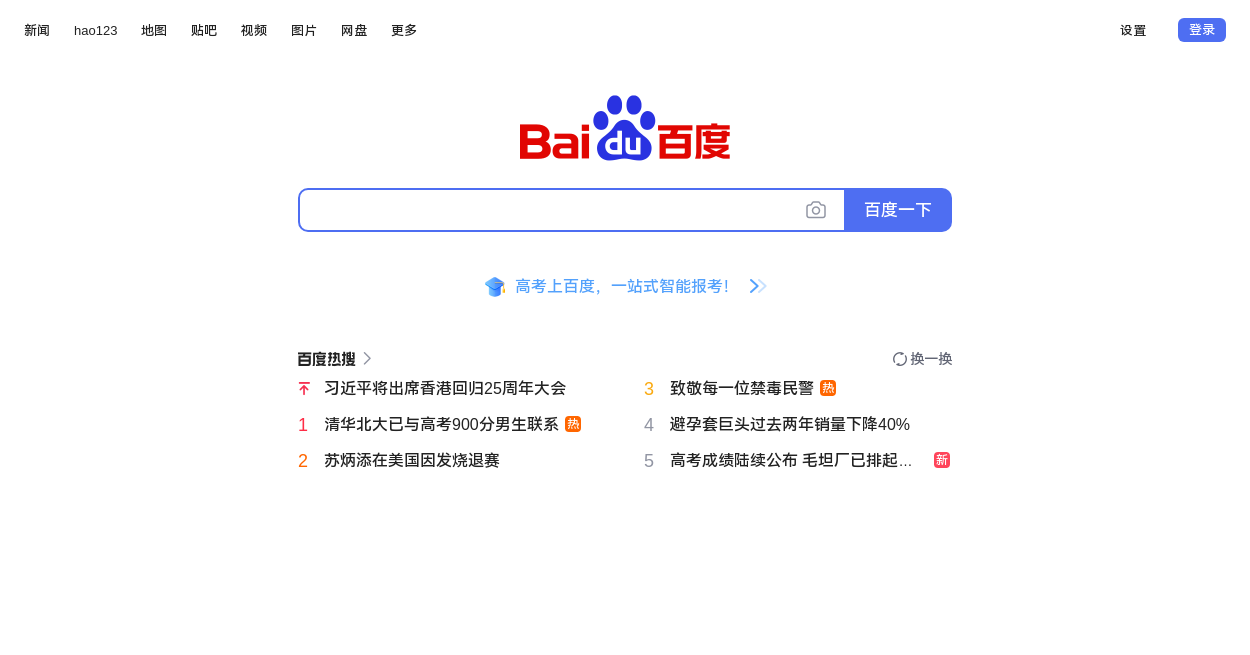 新闻 hao123 地图 贴吧 视频 图片 网盘 更多 设置 登录
Bai du 百度
百度一下
高考上百度，一站式智能报考!
百度热搜 换一换
习近平将出席香港回归25周年大会
1 清华北大已与高考900分男生联系 热
2 苏炳添在美国因发烧退赛
3 致敬每一位禁毒民警 热
4 避孕套巨头过去两年销量下降40%
5 高考成绩陆续公布 毛坦厂已排起... 新